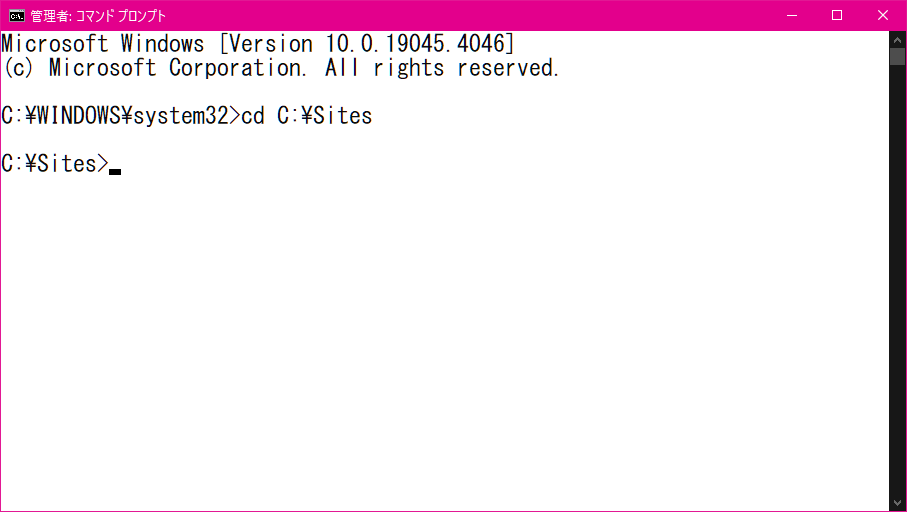 管理者: コマンド プロンプト
Microsoft Windows [Version 10.0.19045.4046]
(c) Microsoft Corporation. All rights reserved.
C:¥WINDOWS¥system32>cd C:¥Sites
C:¥Sites>